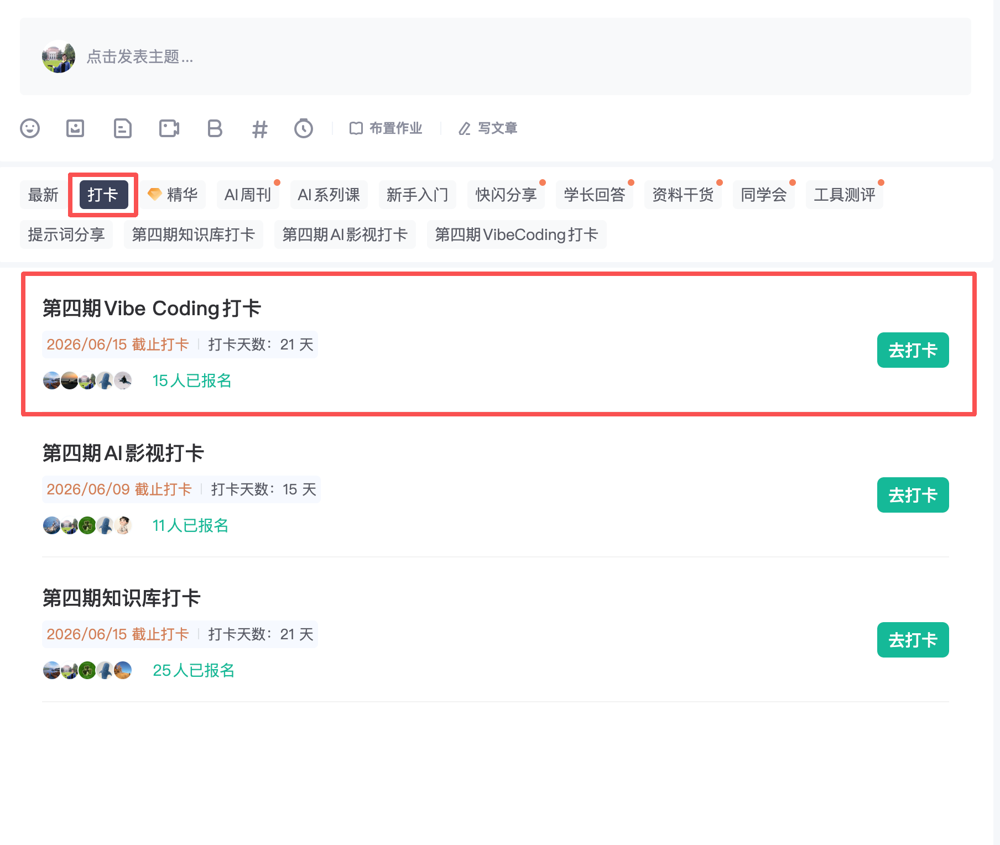 点击发表主题...
B # 布置作业 写文章
最新 打卡 精华 AI周刊 AI系列课 新手入门 快闪分享 学长回答 资料干货 同学会 工具测评
提示词分享 第四期知识库打卡 第四期AI影视打卡 第四期VibeCoding打卡
第四期Vibe Coding打卡
2026/06/15 截止打卡 打卡天数：21 天
去打卡
15人已报名
第四期AI影视打卡
2026/06/09 截止打卡 打卡天数：15 天
去打卡
11人已报名
第四期知识库打卡
2026/06/15 截止打卡 打卡天数：21 天
去打卡
25人已报名